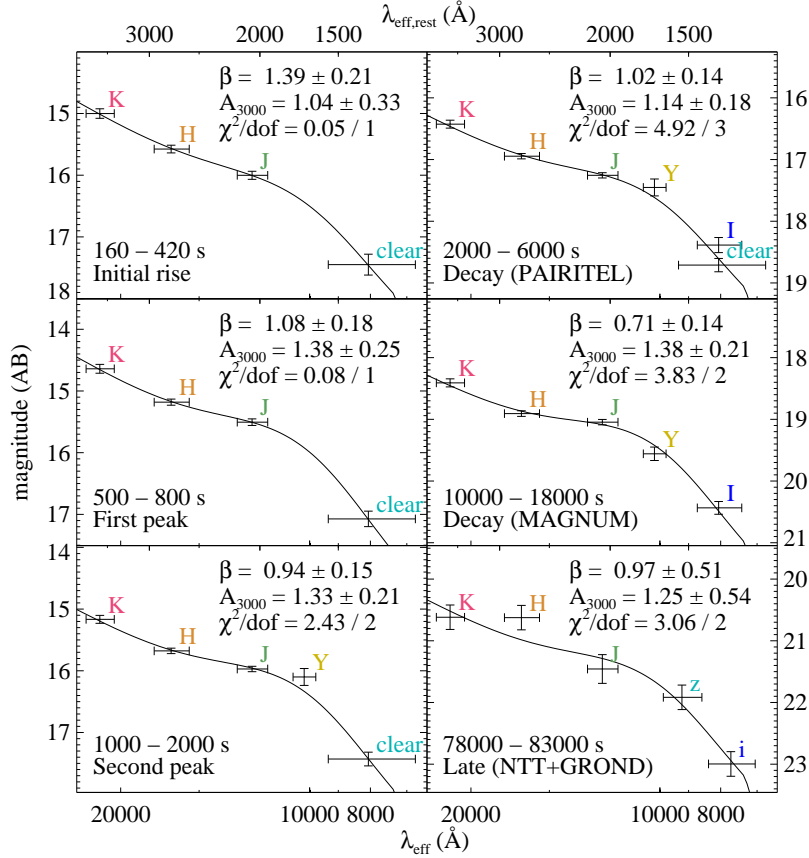 λeff,rest (Å)
3000 2000 1500
3000 2000 1500
β = 1.39 ± 0.21
A3000 = 1.04 ± 0.33
χ2/dof = 0.05 / 1
K
H
J
clear
160 – 420 s
Initial rise
15
16
17
18
β = 1.02 ± 0.14
A3000 = 1.14 ± 0.18
χ2/dof = 4.92 / 3
K
H
J
Y
I
clear
2000 – 6000 s
Decay (PAIRITEL)
16
17
18
19
β = 1.08 ± 0.18
A3000 = 1.38 ± 0.25
χ2/dof = 0.08 / 1
K
H
J
clear
500 – 800 s
First peak
14
15
16
17
magnitude (AB)
β = 0.71 ± 0.14
A3000 = 1.38 ± 0.21
χ2/dof = 3.83 / 2
K
H
J
Y
I
10000 – 18000 s
Decay (MAGNUM)
18
19
20
21
β = 0.94 ± 0.15
A3000 = 1.33 ± 0.21
χ2/dof = 2.43 / 2
K
H
J
Y
clear
1000 – 2000 s
Second peak
14
15
16
17
β = 0.97 ± 0.51
A3000 = 1.25 ± 0.54
χ2/dof = 3.06 / 2
K
H
J
z
i
78000 – 83000 s
Late (NTT+GROND)
20
21
22
23
20000 10000 8000
20000 10000 8000
λeff (Å)